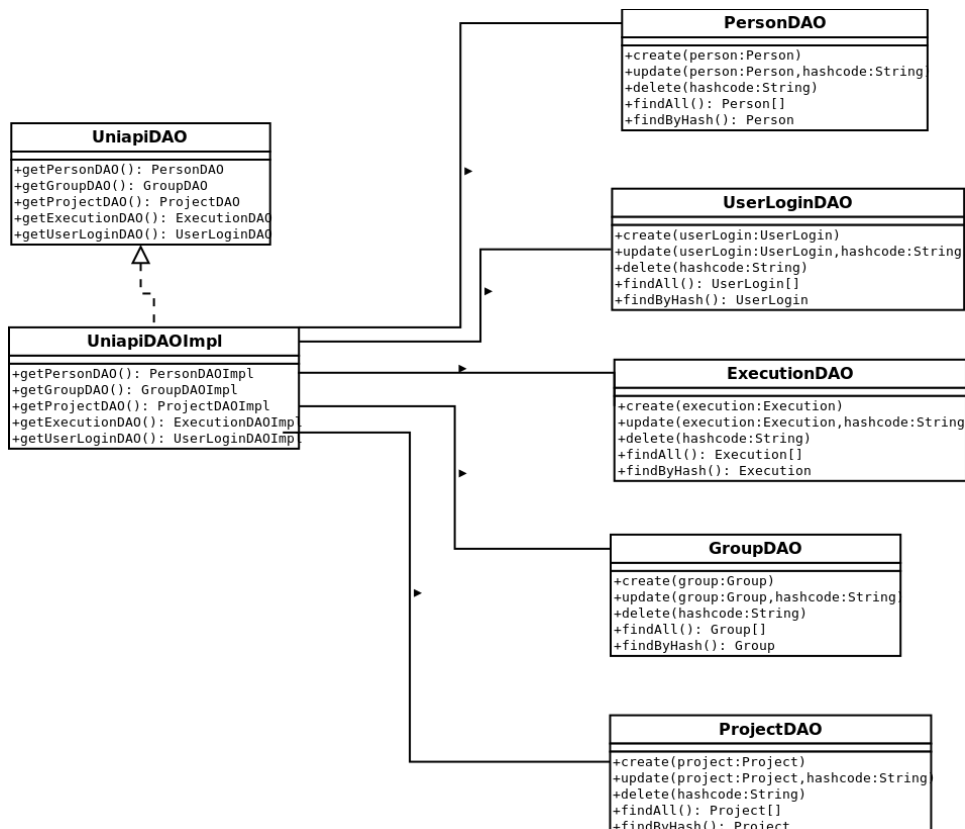 PersonDAO
+create(person:Person)
+update(person:Person,hashcode:String)
+delete(hashcode:String)
+findAll(): Person[]
+findByHash(): Person
UniapiDAO
+getPersonDAO(): PersonDAO
+getGroupDAO(): GroupDAO
+getProjectDAO(): ProjectDAO
+getExecutionDAO(): ExecutionDAO
+getUserLoginDAO(): UserLoginDAO
UserLoginDAO
+create(userLogin:UserLogin)
+update(userLogin:UserLogin,hashcode:String
+delete(hashcode:String)
+findAll(): UserLogin[]
+findByHash(): UserLogin
UniapiDAOImpl
+getPersonDAO(): PersonDAOImpl
+getGroupDAO(): GroupDAOImpl
+getProjectDAO(): ProjectDAOImpl
+getExecutionDAO(): ExecutionDAOImpl
+getUserLoginDAO(): UserLoginDAOImpl
ExecutionDAO
+create(execution:Execution)
+update(execution:Execution,hashcode:String
+delete(hashcode:String)
+findAll(): Execution[]
+findByHash(): Execution
GroupDAO
+create(group:Group)
+update(group:Group,hashcode:String)
+delete(hashcode:String)
+findAll(): Group[]
+findByHash(): Group
ProjectDAO
+create(project:Project)
+update(project:Project,hashcode:String)
+delete(hashcode:String)
+findAll(): Project[]
+findByHash(): Project